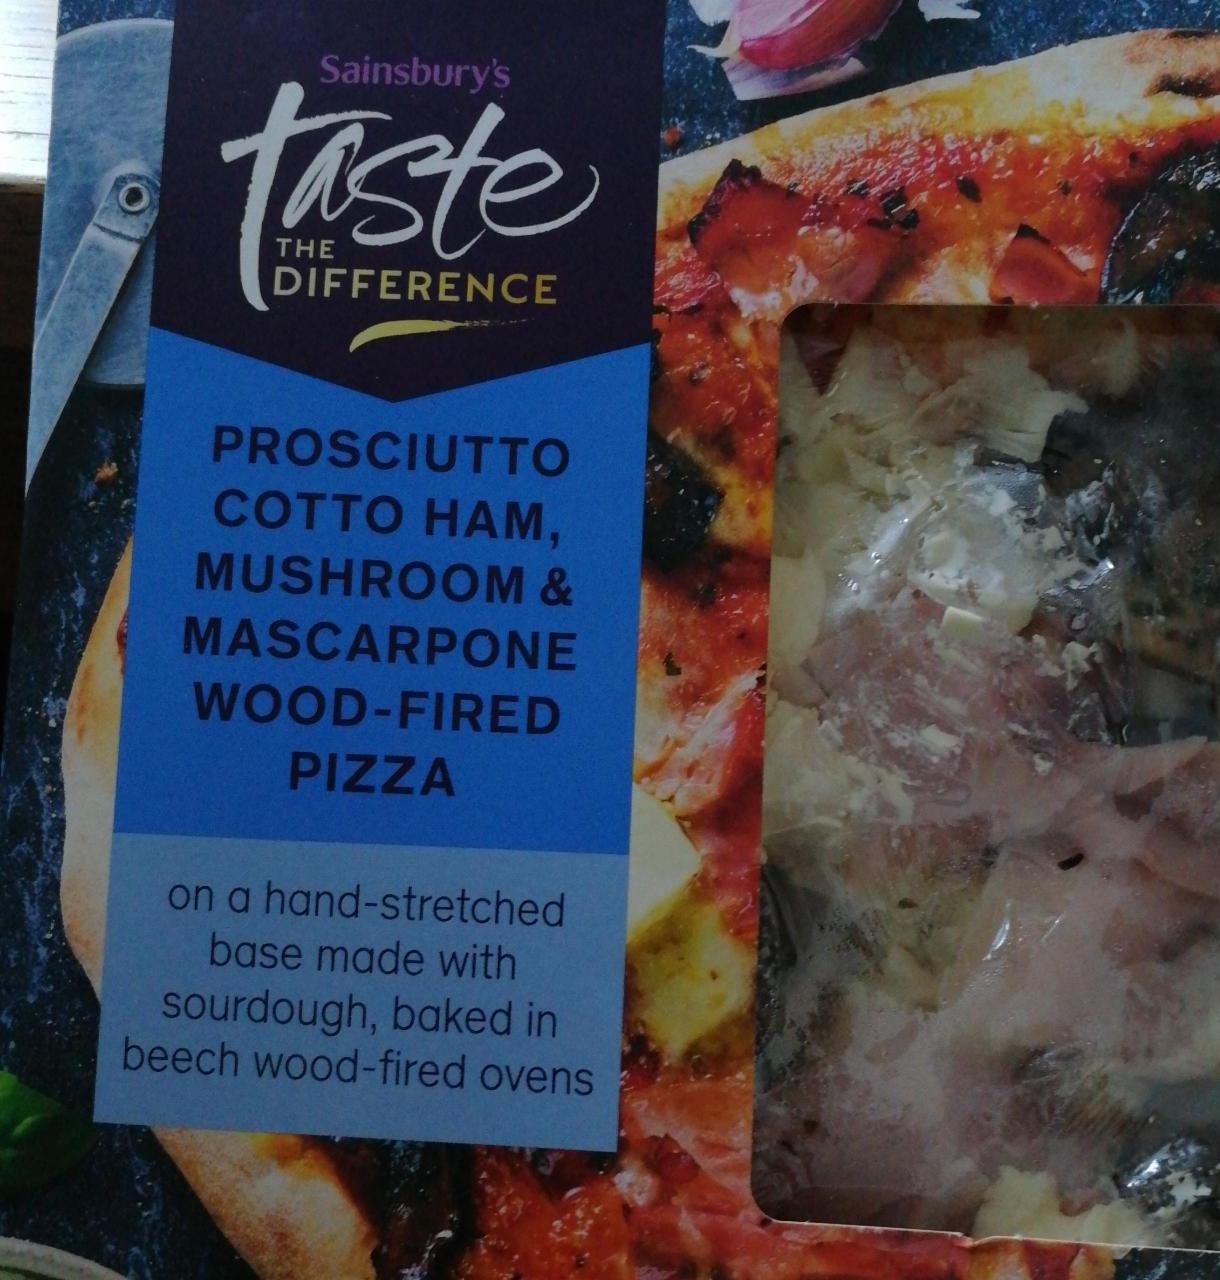 Sainsbury's
taste
THE
DIFFERENCE
PROSCIUTTO
COTTO HAM,
MUSHROOM &
MASCARPONE
WOOD-FIRED
PIZZA
on a hand-stretched
base made with
sourdough, baked in
beech wood-fired ovens